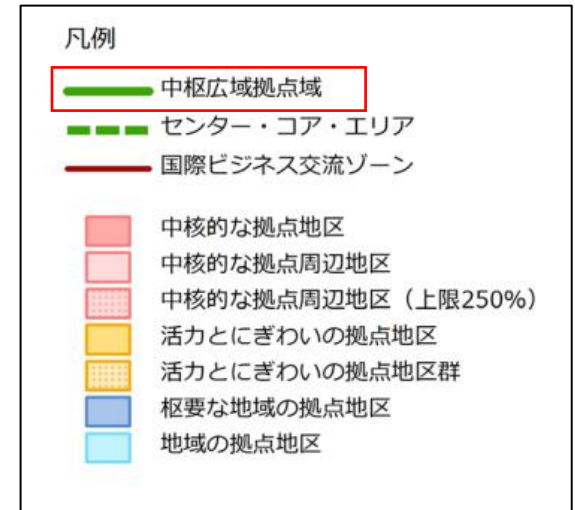 凡例
中枢広域拠点域
センター・コア・エリア
国際ビジネス交流ゾーン
中核的な拠点地区
中核的な拠点周辺地区
中核的な拠点周辺地区（上限250%）
活力とにぎわいの拠点地区
活力とにぎわいの拠点地区群
枢要な地域の拠点地区
地域の拠点地区